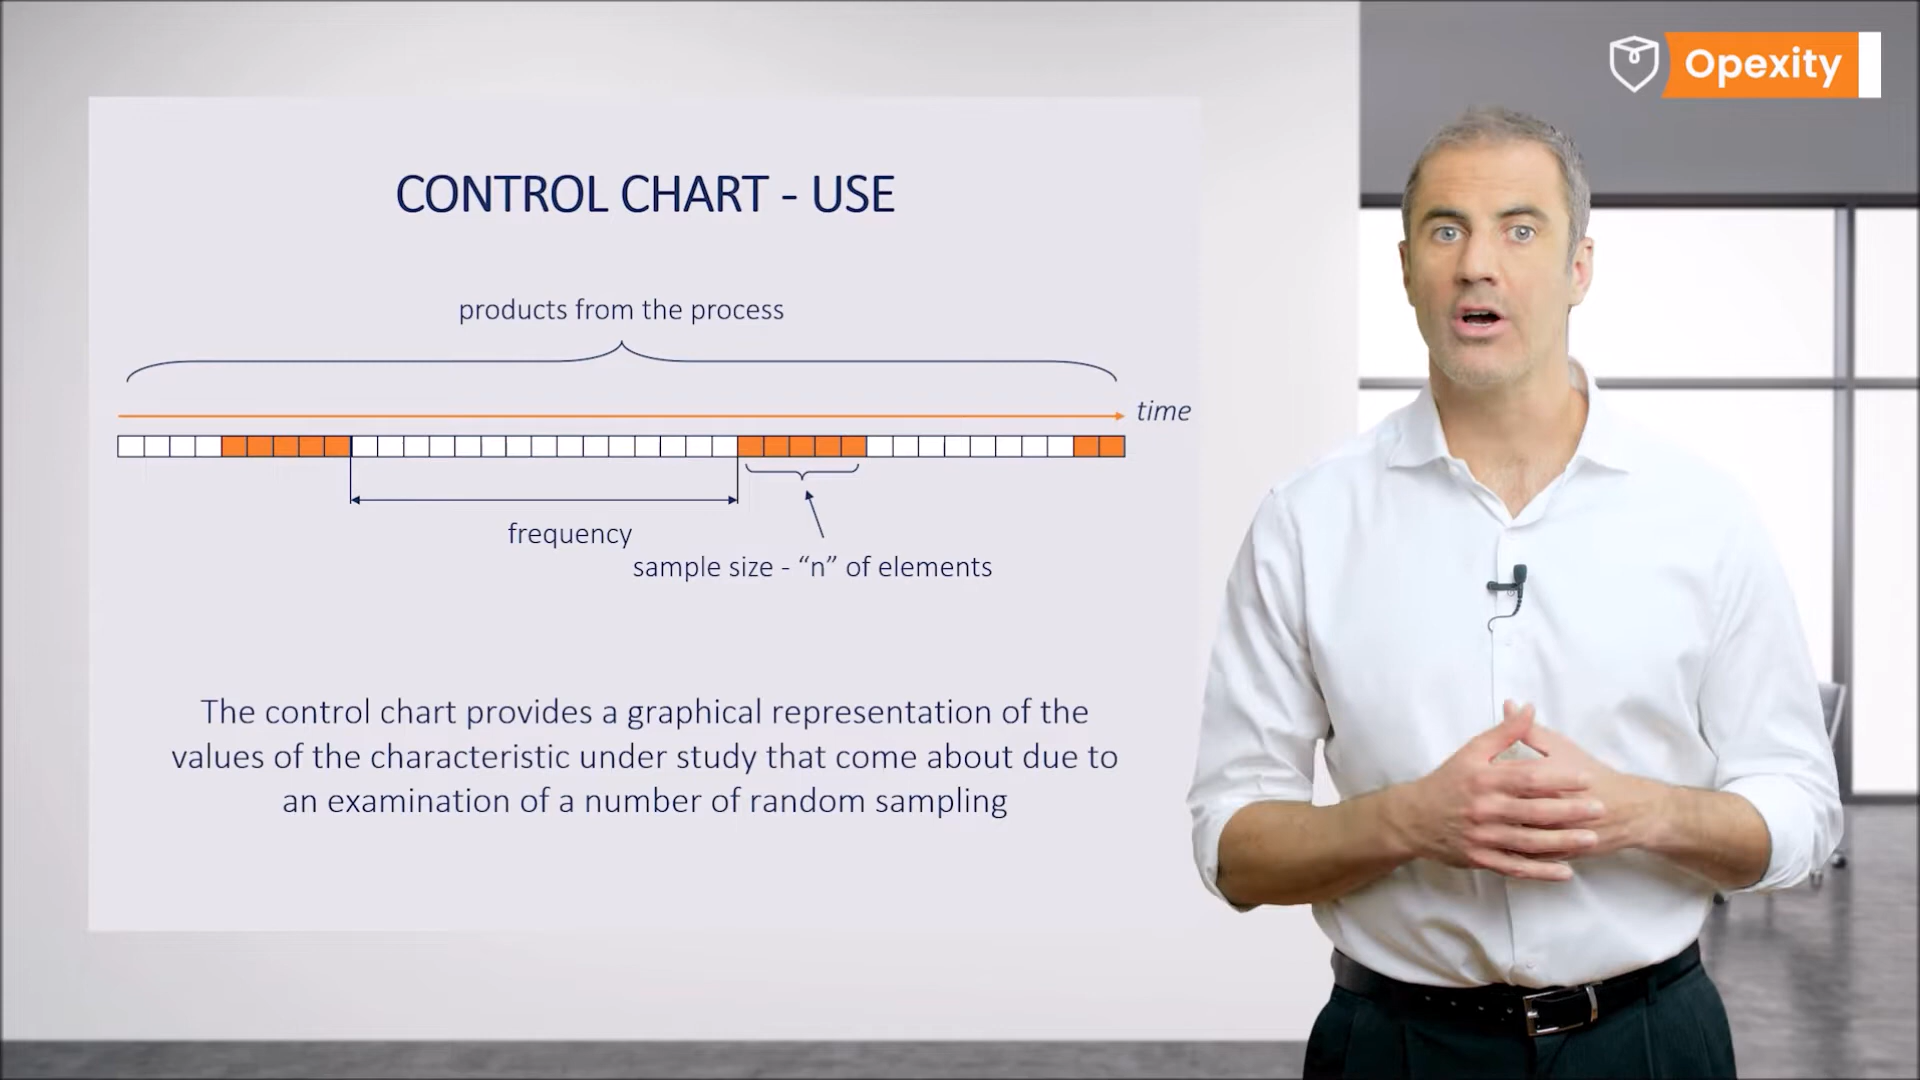 Opexity
CONTROL CHART - USE
products from the process
time
frequency
sample size - “n” of elements
The control chart provides a graphical representation of the
values of the characteristic under study that come about due to
an examination of a number of random sampling